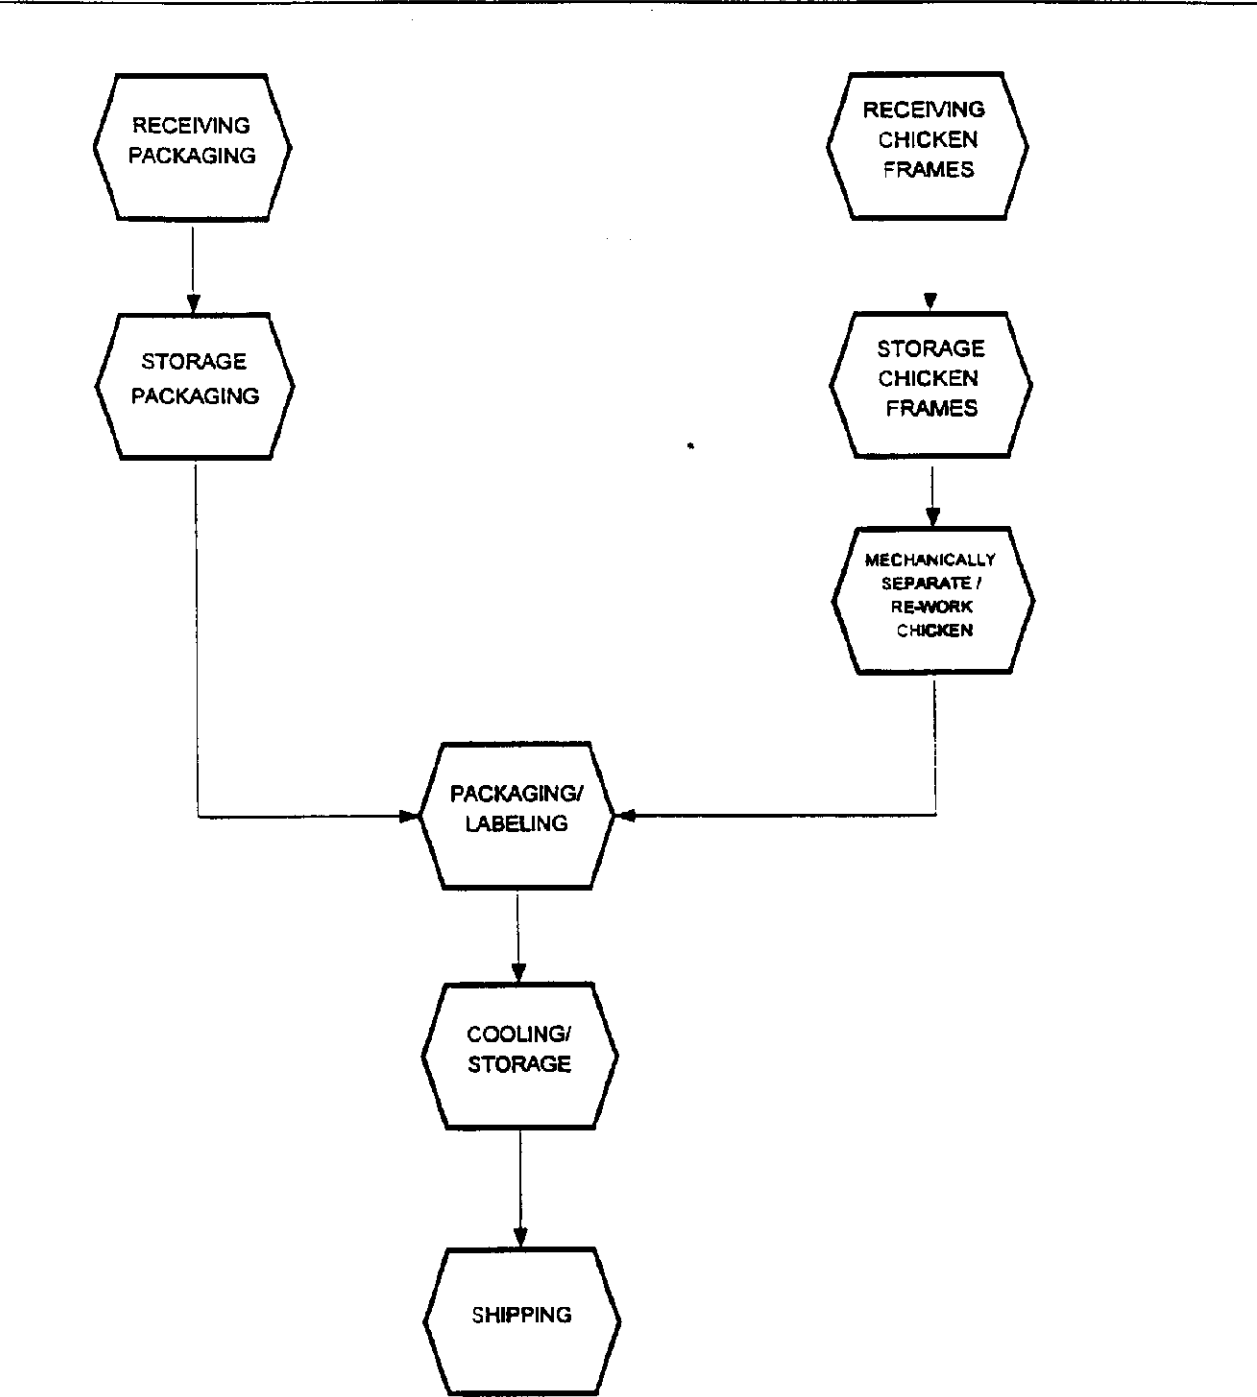 RECEIVING
PACKAGING
RECEIVING
CHICKEN
FRAMES
STORAGE
PACKAGING
STORAGE
CHICKEN
FRAMES
MECHANICALLY
SEPARATE /
RE-WORK
CHICKEN
PACKAGING/
LABELING
COOLING/
STORAGE
SHIPPING